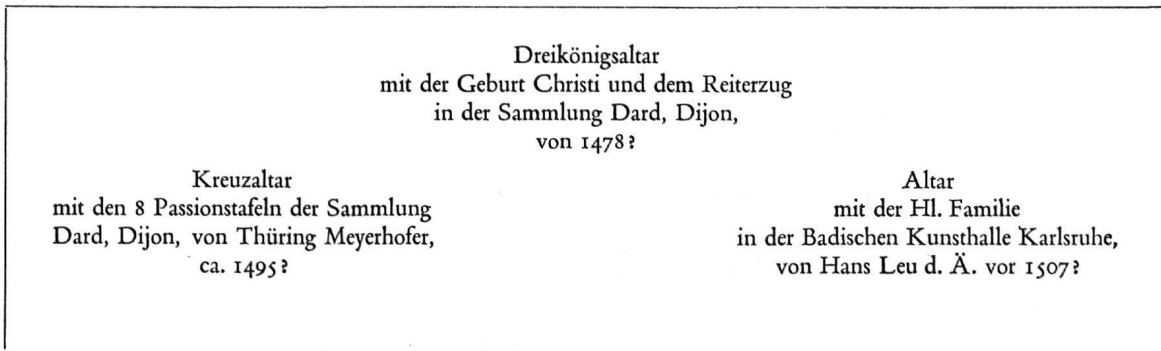 Dreikönigsaltar
mit der Geburt Christi und dem Reiterzug
in der Sammlung Dard, Dijon,
von 1478?
Kreuzaltar
mit den 8 Passionstafeln der Sammlung
Dard, Dijon, von Thüring Meyerhofer,
ca. 1495?
Altar
mit der Hl. Familie
in der Badischen Kunsthalle Karlsruhe,
von Hans Leu d. Ä. vor 1507?